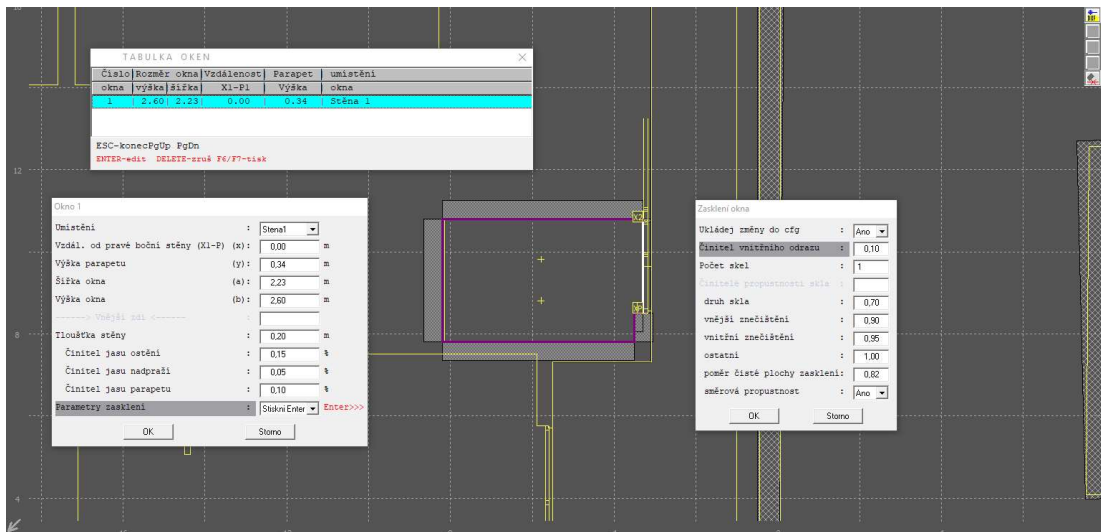 TABULKA OKEN
Číslo Rozměr okna Vzdálenost Parapet umístění
okna výška šířka X1-P1 Výška okna
1 2.60 2.23 0.00 0.34 Stěna 1
ESC-konecPgUp PgDn
ENTER-edit DELETE-zruš F6/F7-tisk
12
10
8
6
4
X2
XP
Okno 1
Umístění : Stena1
Vzdál. od pravé boční stěny (X1-P) (x): 0,00 m
Výška parapetu (y): 0,34 m
Šířka okna (a): 2,23 m
Výška okna (b): 2,60 m
------> Vnější zdi <------ :
Tloušťka stěny : 0,20 m
Činitel jasu ostění : 0,15 %
Činitel jasu nadpraží : 0,05 %
Činitel jasu parapetu : 0,10 %
Parametry zasklení : Stiskni Enter Enter>>>
OK Storno
Zasklení okna
Ukládej změny do cfg : Ano
Činitel vnitřního odrazu : 0,10
Počet skel : 1
Činitelé propustnosti skla :
druh skla : 0,70
vnější znečištění : 0,90
vnitřní znečištění : 0,95
ostatní : 1,00
poměr čisté plochy zasklení: 0,82
směrová propustnost : Ano
OK Storno